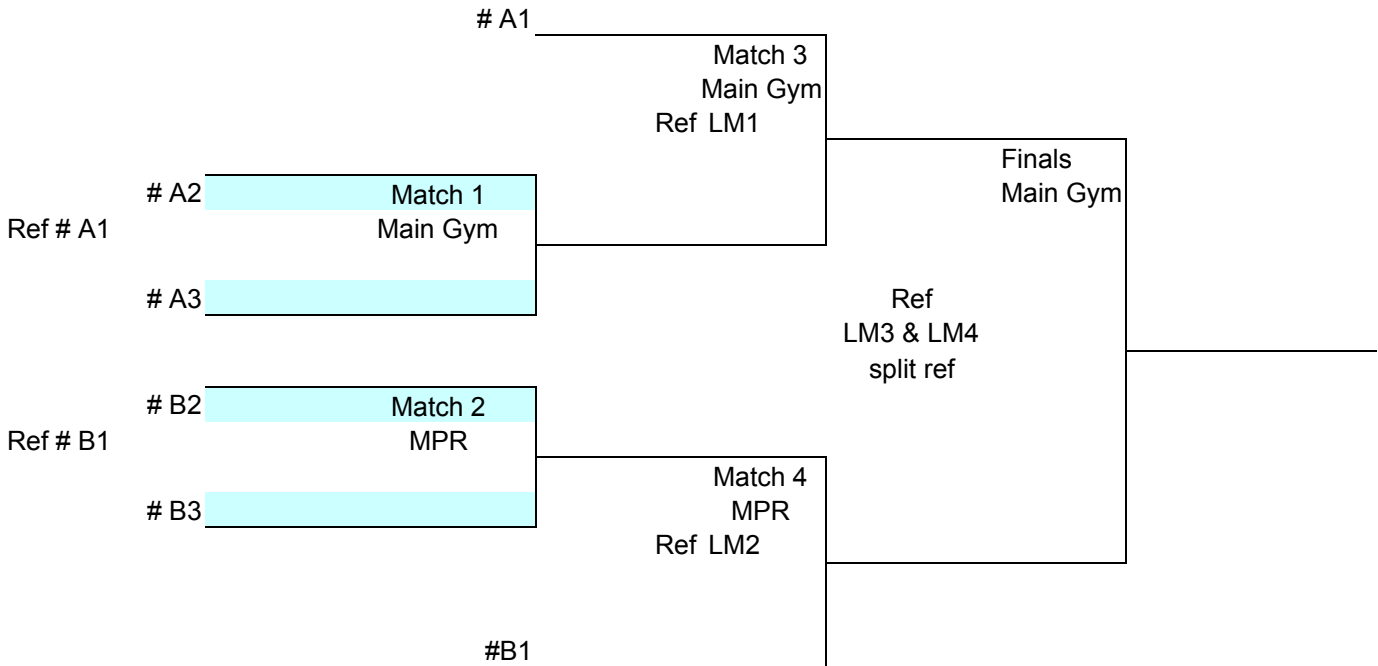 # A1
Match 3
Main Gym
Ref LM1
Finals
# A2
Match 1
Main Gym
Ref # A1
Main Gym
# A3
Ref
LM3 & LM4
split ref
# B2
Match 2
Ref # B1
MPR
Match 4
# B3
MPR
Ref LM2
#B1